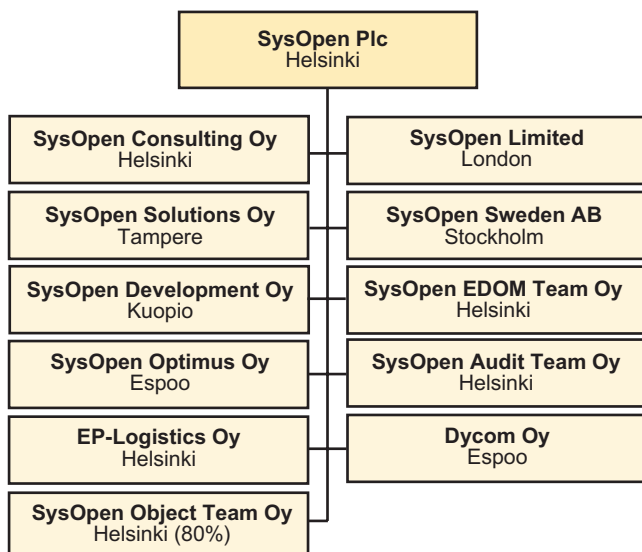 SysOpen Plc
Helsinki
SysOpen Consulting Oy
Helsinki
SysOpen Limited
London
SysOpen Solutions Oy
Tampere
SysOpen Sweden AB
Stockholm
SysOpen Development Oy
Kuopio
SysOpen EDOM Team Oy
Helsinki
SysOpen Optimus Oy
Espoo
SysOpen Audit Team Oy
Helsinki
EP-Logistics Oy
Helsinki
Dycom Oy
Espoo
SysOpen Object Team Oy
Helsinki (80%)